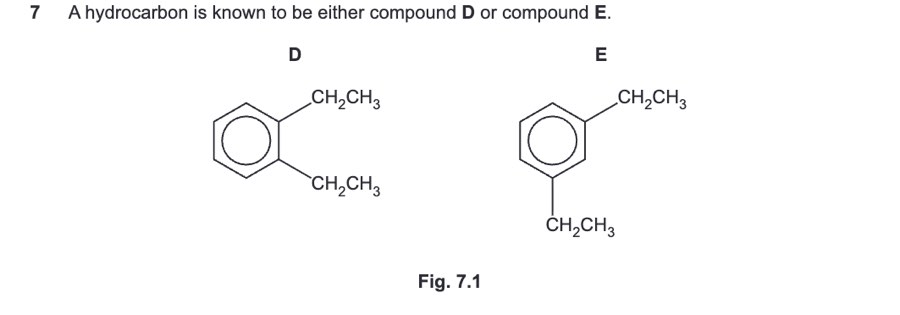 7 A hydrocarbon is known to be either compound D or compound E.
D E
CH₂CH₃ CH₂CH₃
CH₂CH₃
CH₂CH₃
Fig. 7.1